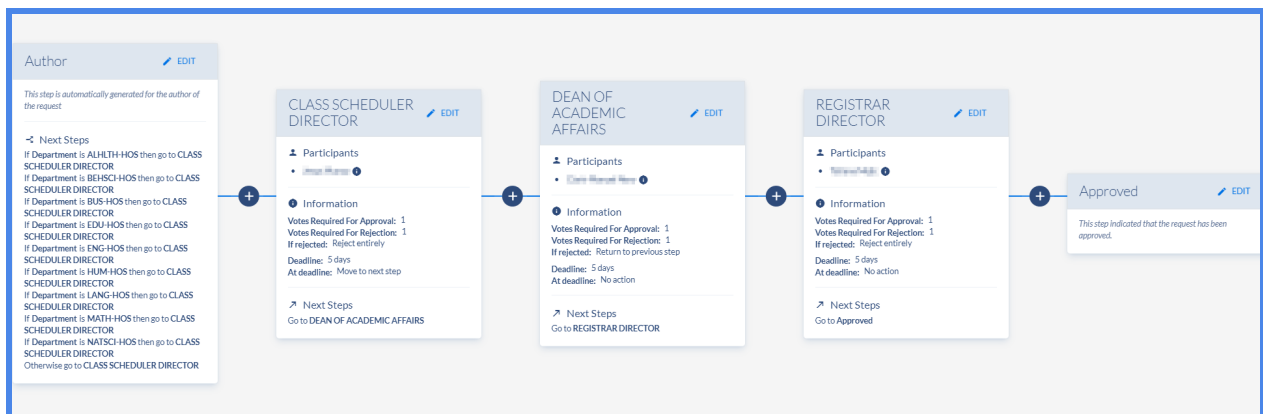 Author
EDIT
This step is automatically generated for the author of
the request
Next Steps
If Department is ALHLTH-HOS then go to CLASS
SCHEDULER DIRECTOR
If Department is BEHSCI-HOS then go to CLASS
SCHEDULER DIRECTOR
If Department is BUS-HOS then go to CLASS
SCHEDULER DIRECTOR
If Department is EDU-HOS then go to CLASS
SCHEDULER DIRECTOR
If Department is ENG-HOS then go to CLASS
SCHEDULER DIRECTOR
If Department is HUM-HOS then go to CLASS
SCHEDULER DIRECTOR
If Department is LANG-HOS then go to CLASS
SCHEDULER DIRECTOR
If Department is MATH-HOS then go to CLASS
SCHEDULER DIRECTOR
If Department is NATSCI-HOS then go to CLASS
SCHEDULER DIRECTOR
Otherwise go to CLASS SCHEDULER DIRECTOR
CLASS SCHEDULER
DIRECTOR
EDIT
Participants
Information
Votes Required For Approval: 1
Votes Required For Rejection: 1
If rejected: Reject entirely
Deadline: 5 days
At deadline: Move to next step
Next Steps
Go to DEAN OF ACADEMIC AFFAIRS
DEAN OF
ACADEMIC
AFFAIRS
EDIT
Participants
Information
Votes Required For Approval: 1
Votes Required For Rejection: 1
If rejected: Return to previous step
Deadline: 5 days
At deadline: No action
Next Steps
Go to REGISTRAR DIRECTOR
REGISTRAR
DIRECTOR
EDIT
Participants
Information
Votes Required For Approval: 1
Votes Required For Rejection: 1
If rejected: Reject entirely
Deadline: 5 days
At deadline: No action
Next Steps
Go to Approved
Approved
EDIT
This step indicated that the request has been
approved.